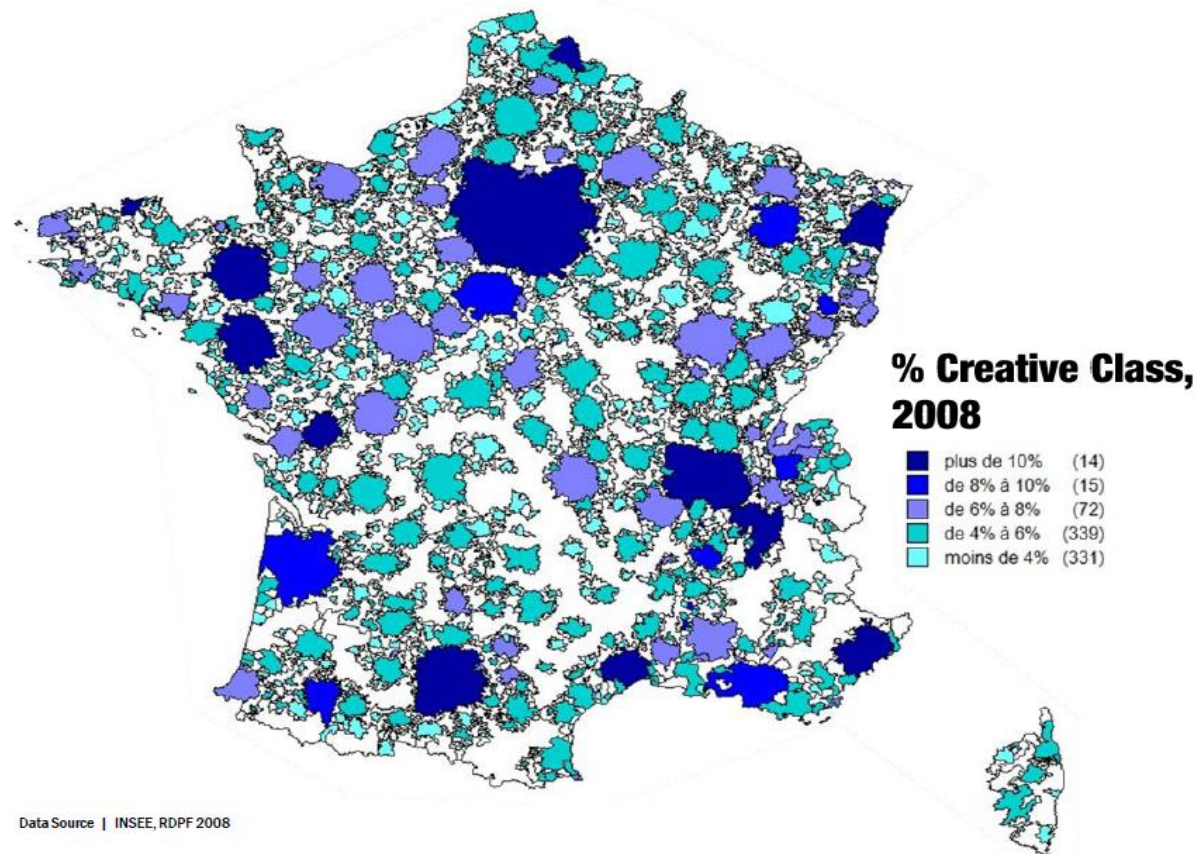 % Creative Class,
2008
plus de 10% (14)
de 8% à 10% (15)
de 6% à 8% (72)
de 4% à 6% (339)
moins de 4% (331)
Data Source | INSEE, RDPF 2008